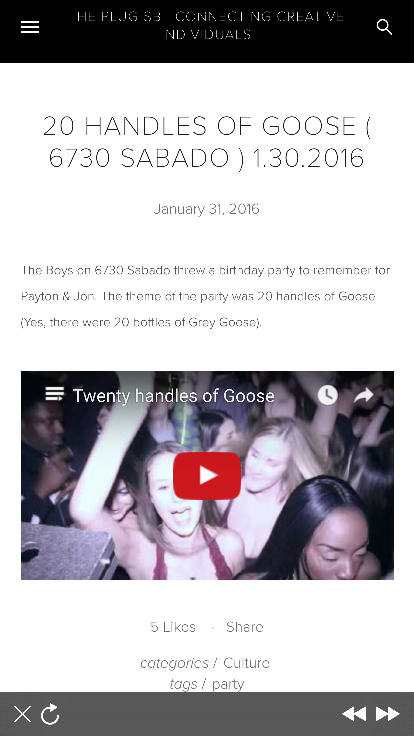 HE PLUG SB CONNECTING CREATIVE
ND VIDUALS
20 HANDLES OF GOOSE (
6730 SABADO ) 1.30.2016
January 31, 2016
The Boys on 6730 Sabado threw a birthday party to remember for
Payton & Jon. The theme of the party was 20 handles of Goose
(Yes, there were 20 bottles of Grey Goose).
Twenty handles of Goose
5 Likes · Share
categories / Culture
tags / party